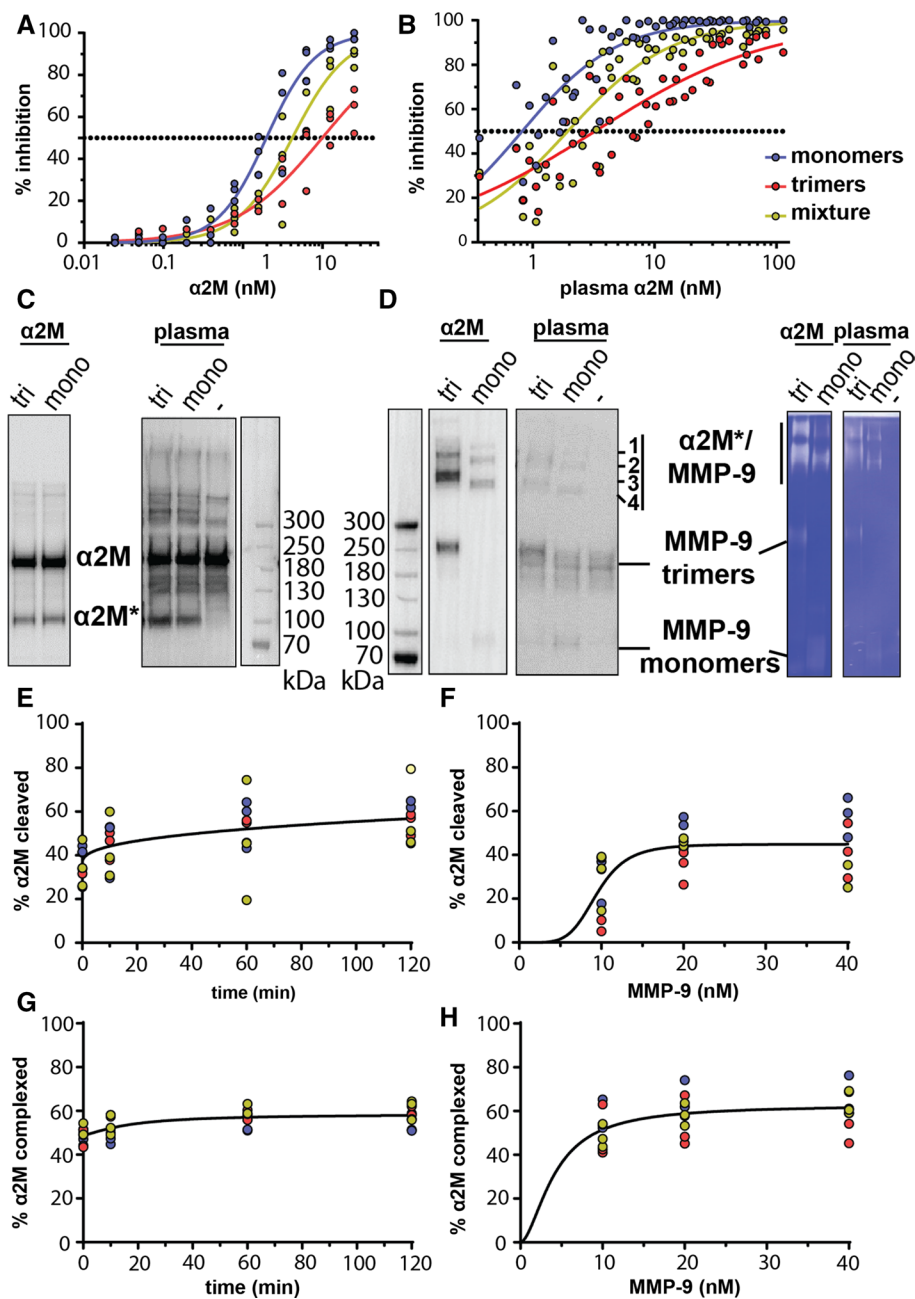 A
B
100
80
60
40
20
0
% inhibition
0.01
0.1
1
10
α2M (nM)
100
80
60
40
20
0
% inhibition
1
10
100
plasma α2M (nM)
monomers
trimers
mixture
C
D
α2M
plasma
tri
mono
tri
mono
-
α2M
α2M*
300
250
180
130
100
70
kDa
300
250
180
130
100
70
kDa
α2M
plasma
tri
mono
tri
mono
-
1
2
3
4
α2M*/
MMP-9
MMP-9
trimers
MMP-9
monomers
α2M
plasma
tri
mono
tri
mono
-
E
100
80
60
40
20
0
% α2M cleaved
0
20
40
60
80
100
120
time (min)
F
100
80
60
40
20
0
% α2M cleaved
0
10
20
30
40
MMP-9 (nM)
G
100
80
60
40
20
0
% α2M complexed
0
20
40
60
80
100
120
time (min)
H
100
80
60
40
20
0
% α2M complexed
0
10
20
30
40
MMP-9 (nM)